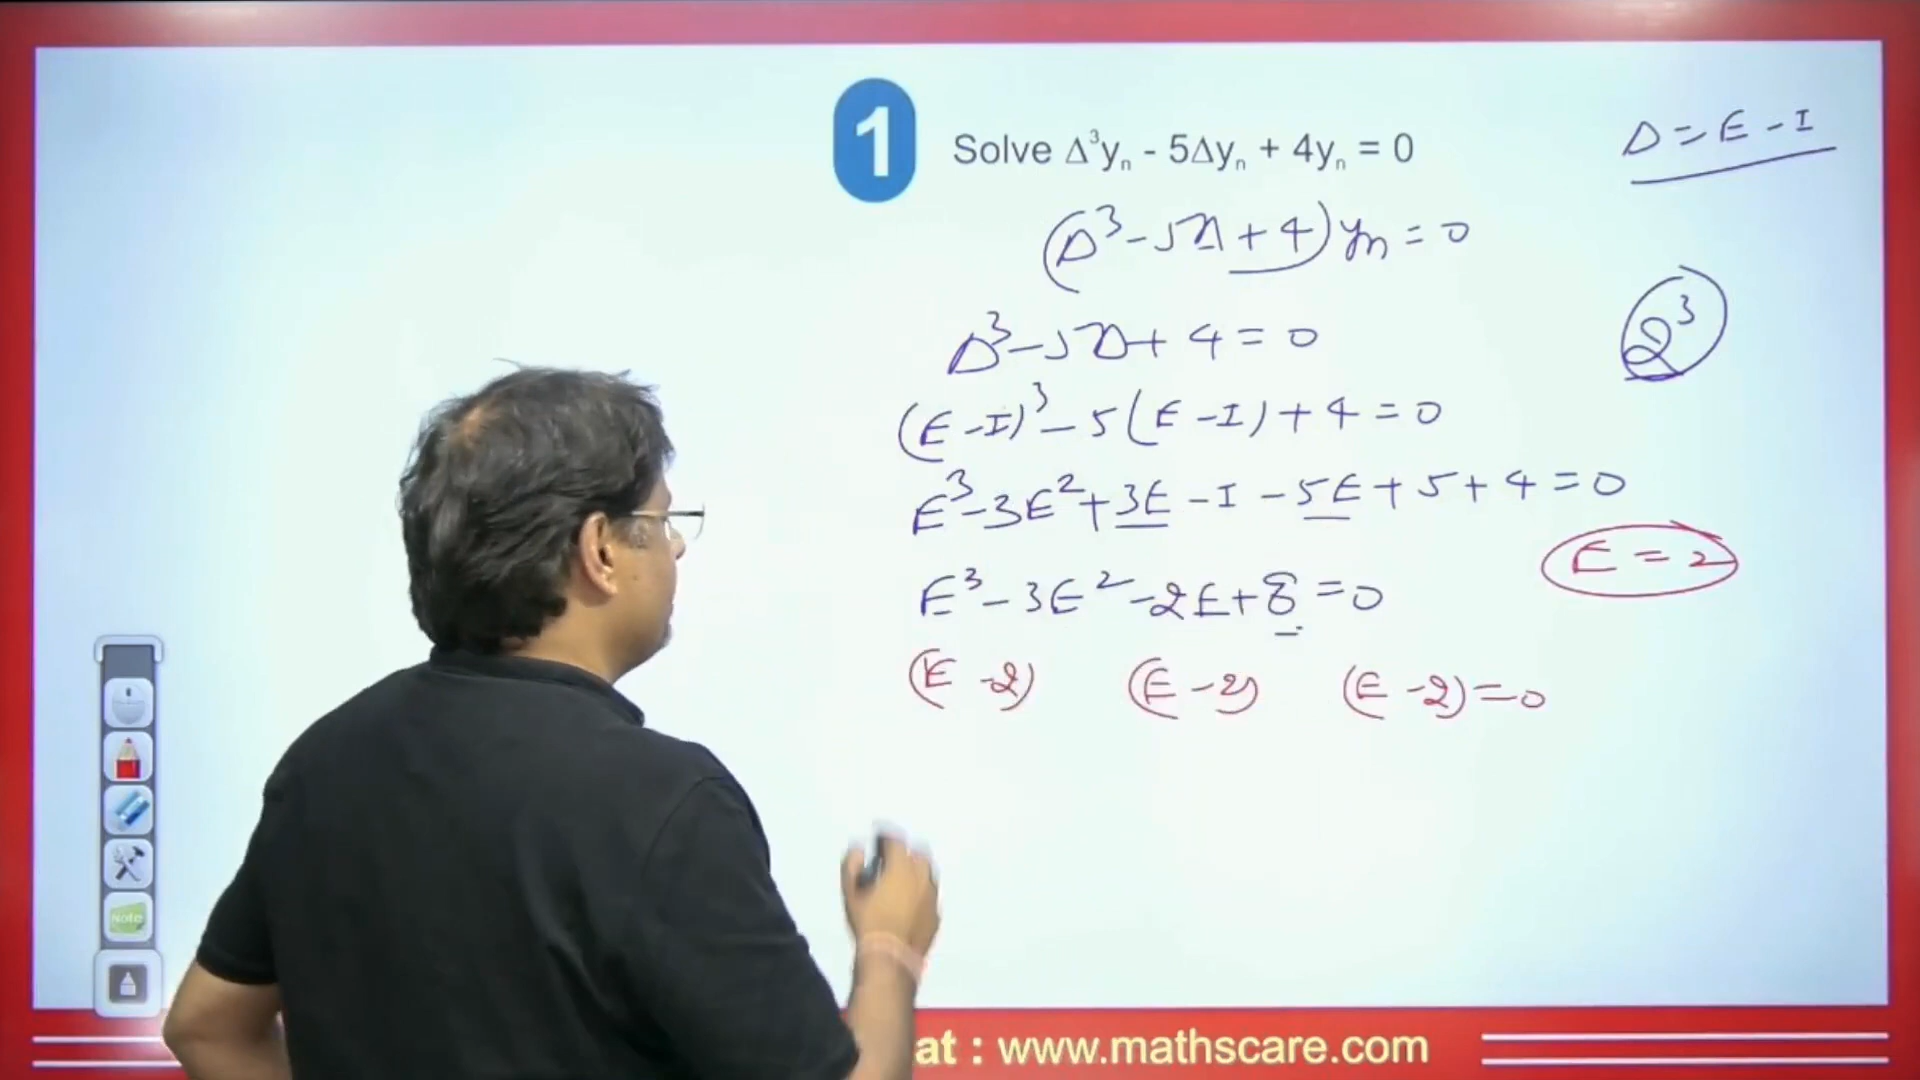 1
Solve Δ³yₙ - 5Δyₙ + 4yₙ = 0
Δ = E - I
(Δ³ - 5Δ + 4) yₙ = 0
2³
Δ³ - 5Δ + 4 = 0
(E - I)³ - 5(E - I) + 4 = 0
E³ - 3E² + 3E - I - 5E + 5 + 4 = 0
E = 2
E³ - 3E² - 2E + 8 = 0
(E - 2) (E - 2) (E - 2) = 0
Note
at : www.mathscare.com